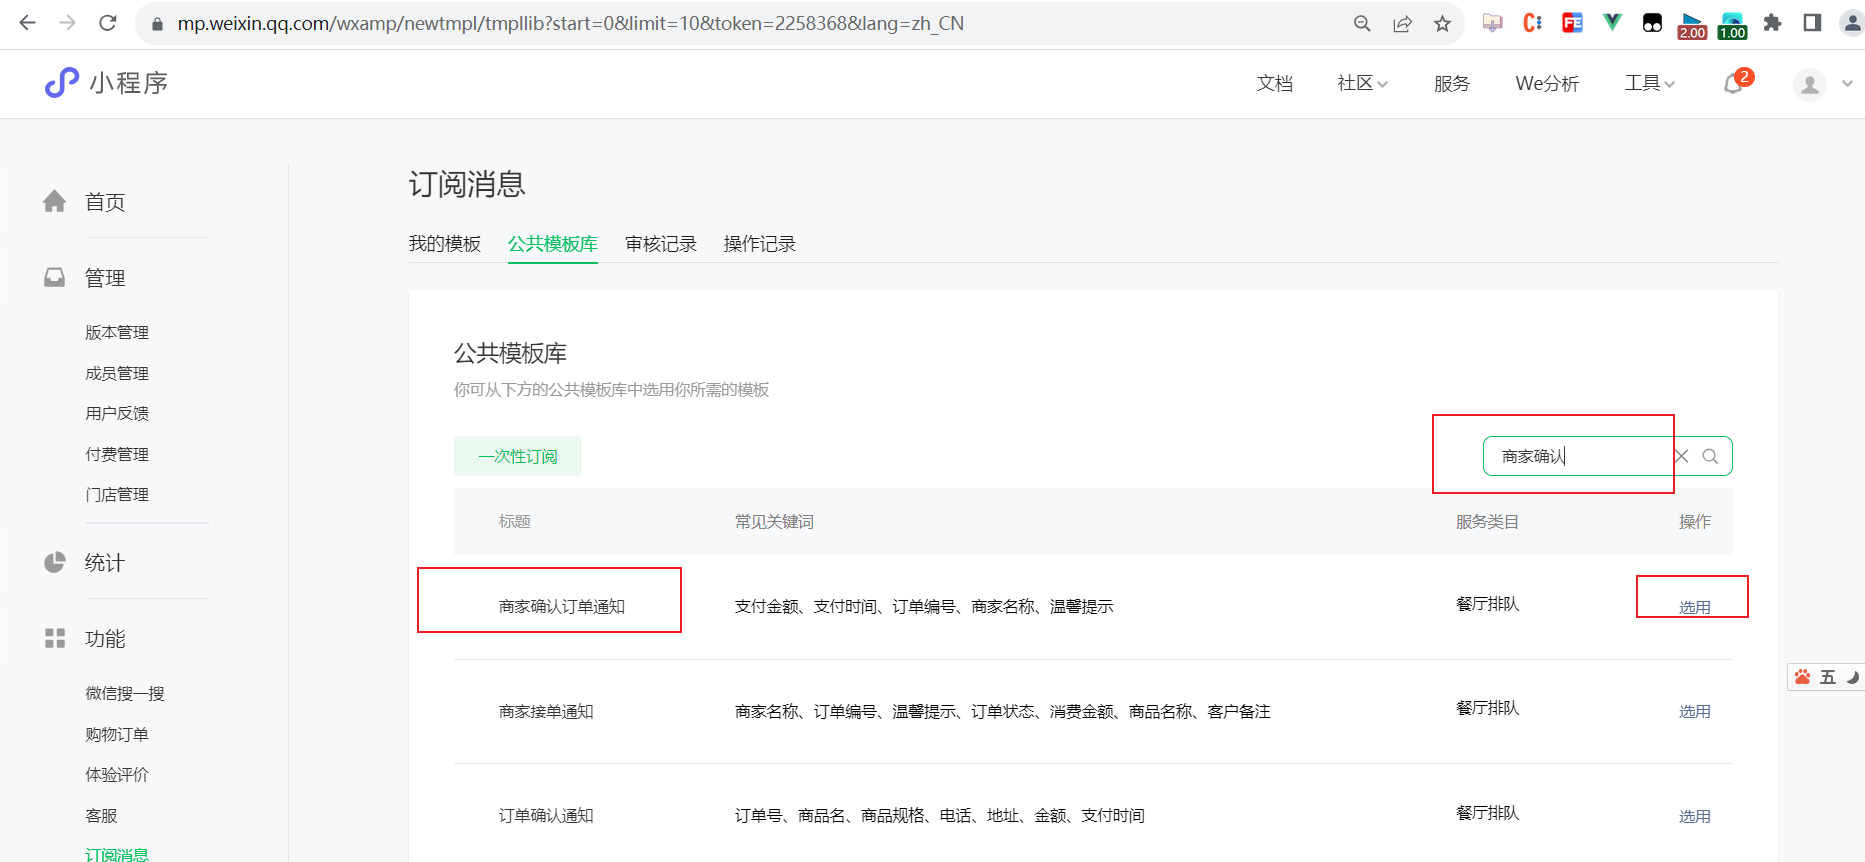 mp.weixin.qq.com/wxamp/newtmpl/tmpllib?start=0&limit=10&token=2258368&lang=zh_CN
FE
2.00
1.00
小程序
文档
社区
服务
We分析
工具
2
首页
管理
版本管理
成员管理
用户反馈
付费管理
门店管理
统计
功能
微信搜一搜
购物订单
体验评价
客服
订阅消息
订阅消息
我的模板 公共模板库 审核记录 操作记录
公共模板库
你可从下方的公共模板库中选用你所需的模板
一次性订阅
商家确认
标题 常见关键词 服务类目 操作
商家确认订单通知 支付金额、支付时间、订单编号、商家名称、温馨提示 餐厅排队 选用
商家接单通知 商家名称、订单编号、温馨提示、订单状态、消费金额、商品名称、客户备注 餐厅排队 选用
订单确认通知 订单号、商品名、商品规格、电话、地址、金额、支付时间 餐厅排队 选用
五